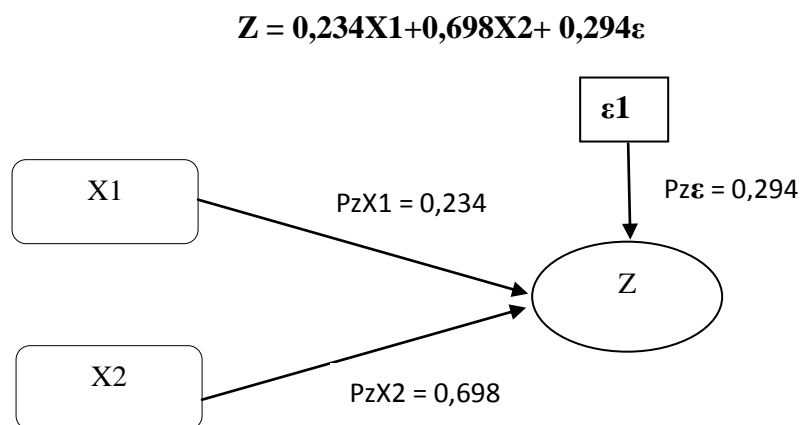 Z = 0,234X1+0,698X2+ 0,294ε
ε1
X1
PzX1 = 0,234
Pzε = 0,294
Z
X2
PzX2 = 0,698